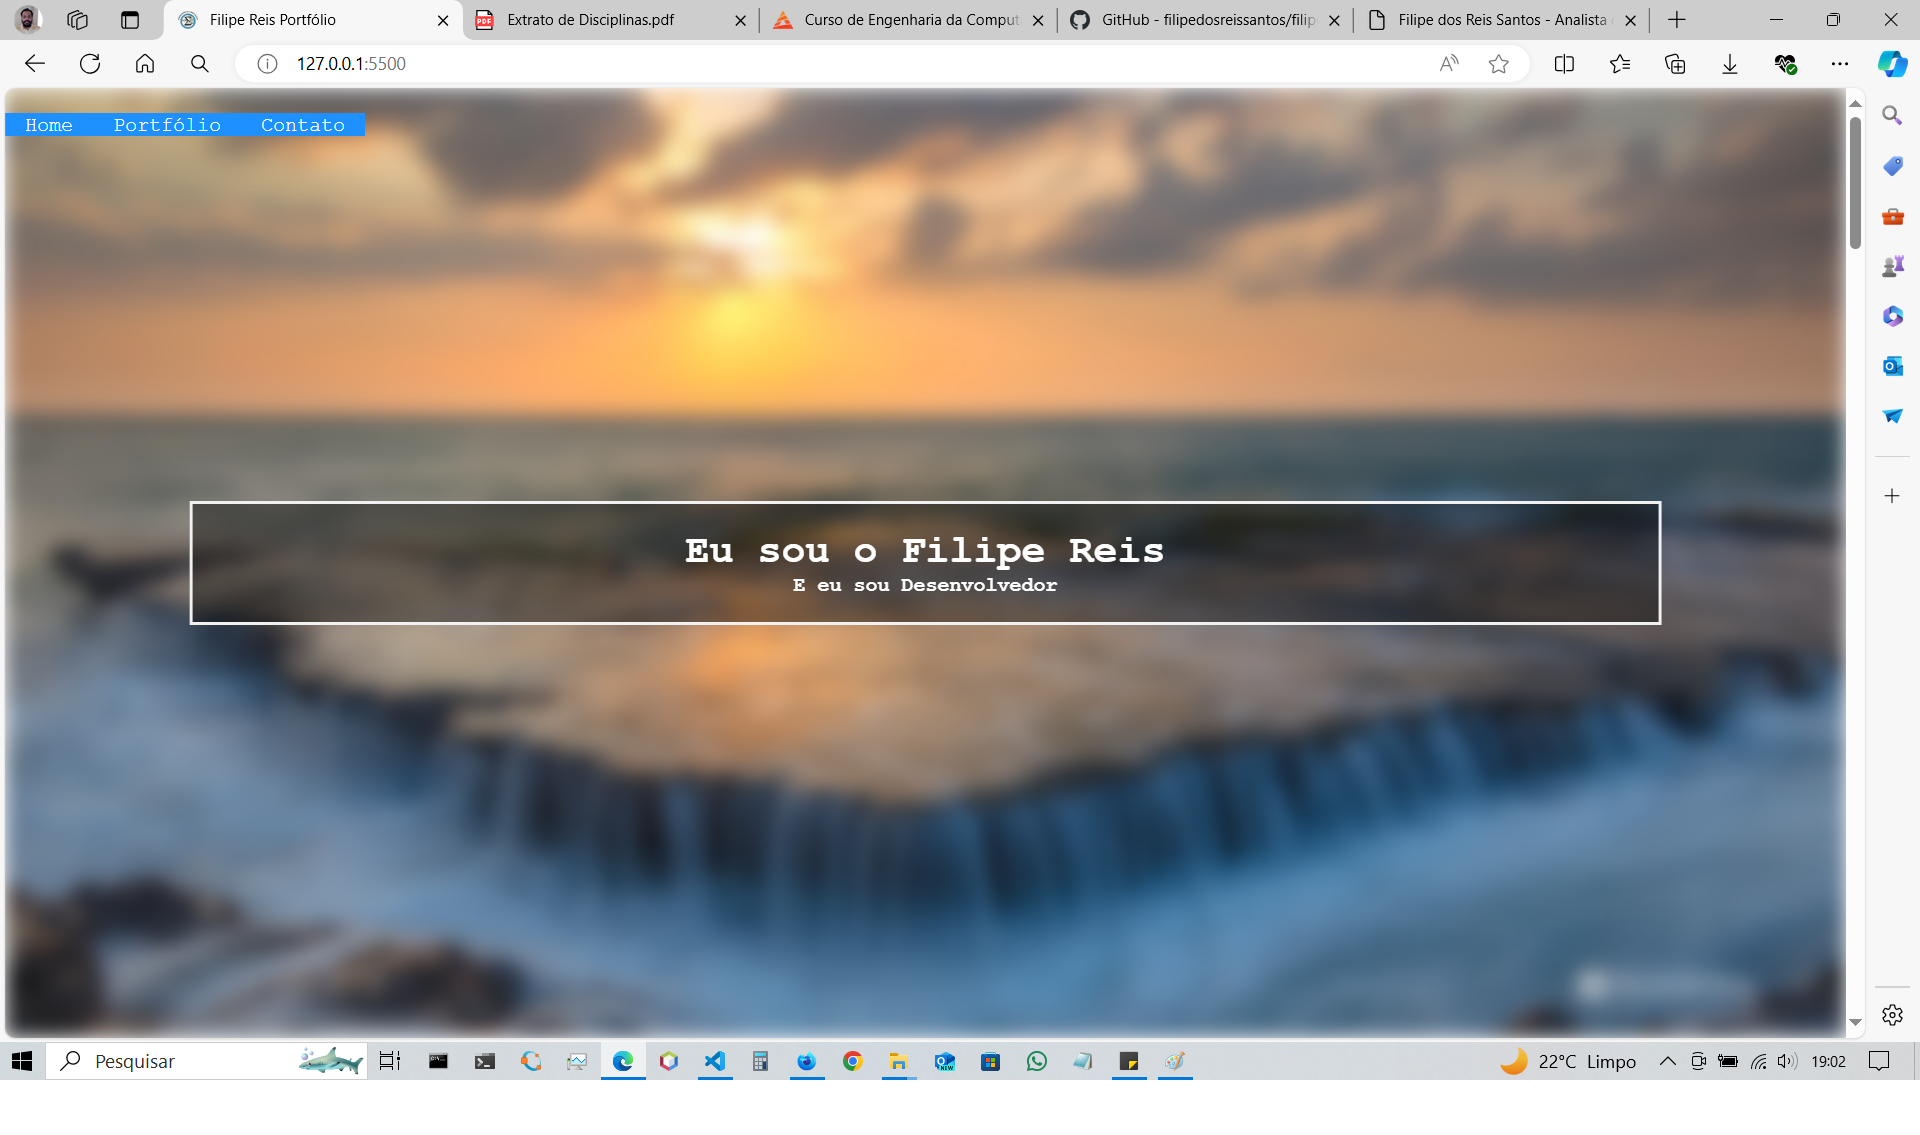 Filipe Reis Portfólio
Extrato de Disciplinas.pdf
Curso de Engenharia da Comput
GitHub - filipedosreissantos/filip
Filipe dos Reis Santos - Analista
127.0.0.1:5500
Home Portfólio Contato
Eu sou o Filipe Reis
E eu sou Desenvolvedor
Pesquisar
22°C Limpo
19:02